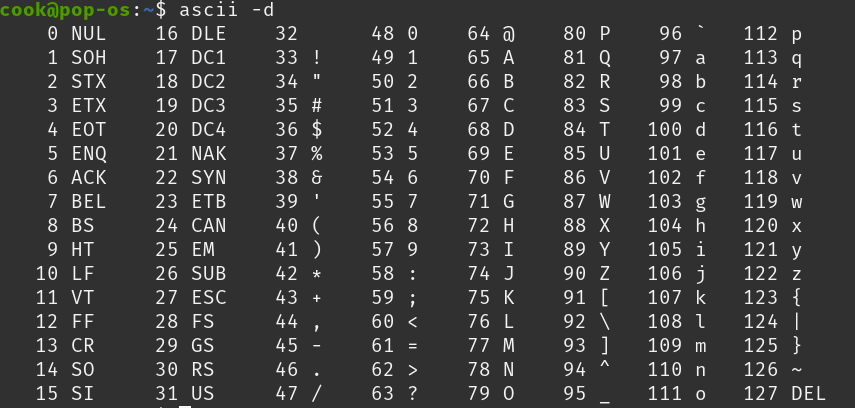 cook@pop-os:~$ ascii -d
    0 NUL    16 DLE    32      48 0    64 @    80 P     96 `   112 p
    1 SOH    17 DC1    33 !    49 1    65 A    81 Q     97 a   113 q
    2 STX    18 DC2    34 "    50 2    66 B    82 R     98 b   114 r
    3 ETX    19 DC3    35 #    51 3    67 C    83 S     99 c   115 s
    4 EOT    20 DC4    36 $    52 4    68 D    84 T    100 d   116 t
    5 ENQ    21 NAK    37 %    53 5    69 E    85 U    101 e   117 u
    6 ACK    22 SYN    38 &    54 6    70 F    86 V    102 f   118 v
    7 BEL    23 ETB    39 '    55 7    71 G    87 W    103 g   119 w
    8 BS     24 CAN    40 (    56 8    72 H    88 X    104 h   120 x
    9 HT     25 EM     41 )    57 9    73 I    89 Y    105 i   121 y
   10 LF     26 SUB    42 *    58 :    74 J    90 Z    106 j   122 z
   11 VT     27 ESC    43 +    59 ;    75 K    91 [    107 k   123 {
   12 FF     28 FS     44 ,    60 <    76 L    92 \    108 l   124 |
   13 CR     29 GS     45 -    61 =    77 M    93 ]    109 m   125 }
   14 SO     30 RS     46 .    62 >    78 N    94 ^    110 n   126 ~
   15 SI     31 US     47 /    63 ?    79 O    95 _    111 o   127 DEL